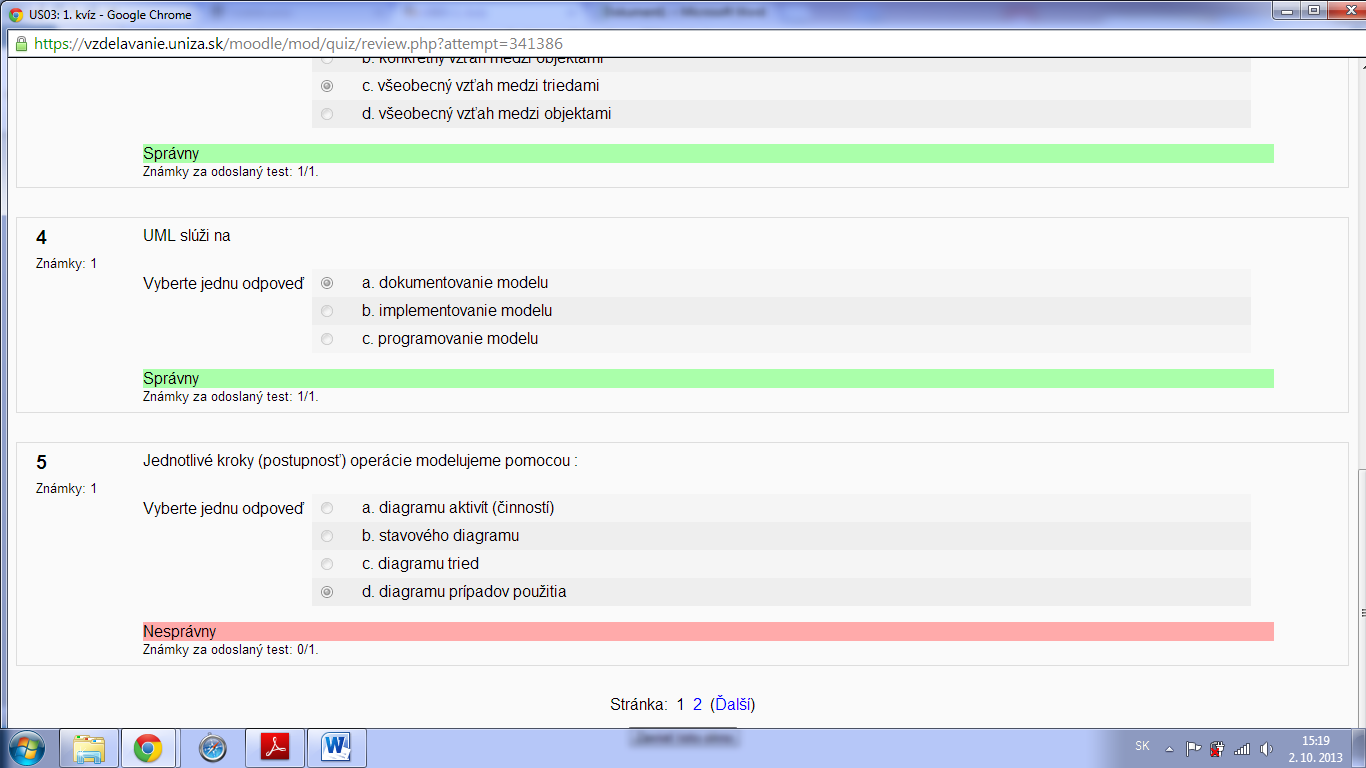 US03: 1. kvíz - Google Chrome
https://vzdelavanie.uniza.sk/moodle/mod/quiz/review.php?attempt=341386
b. konkrétny vzťah medzi objektami
c. všeobecný vzťah medzi triedami
d. všeobecný vzťah medzi objektami
Správny
Známky za odoslaný test: 1/1.
4
Známky: 1
UML slúži na
Vyberte jednu odpoveď
a. dokumentovanie modelu
b. implementovanie modelu
c. programovanie modelu
Správny
Známky za odoslaný test: 1/1.
5
Známky: 1
Jednotlivé kroky (postupnosť) operácie modelujeme pomocou :
Vyberte jednu odpoveď
a. diagramu aktivít (činností)
b. stavového diagramu
c. diagramu tried
d. diagramu prípadov použitia
Nesprávny
Známky za odoslaný test: 0/1.
Stránka: 1 2 (Ďalší)
SK
15:19
2. 10. 2013